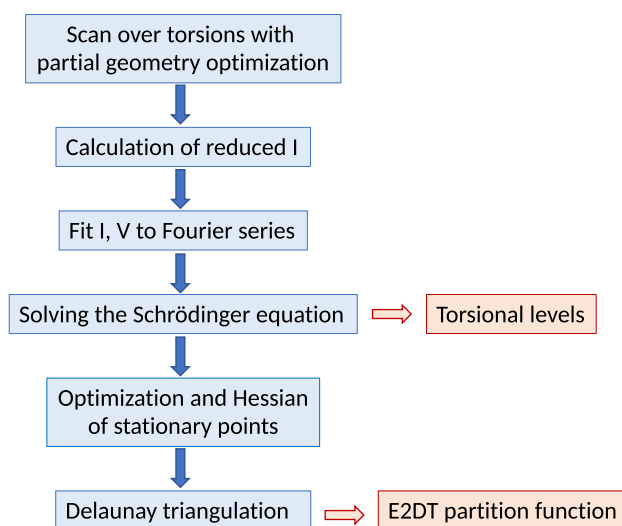 Scan over torsions with
partial geometry optimization
Calculation of reduced I
Fit I, V to Fourier series
Solving the Schrödinger equation
Torsional levels
Optimization and Hessian
of stationary points
Delaunay triangulation
E2DT partition function